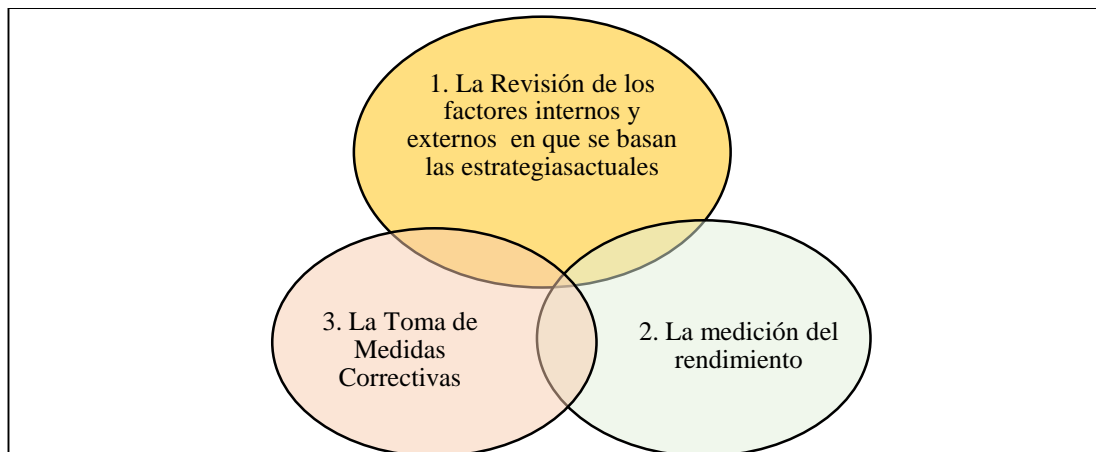 1. La Revisión de los
factores internos y
externos en que se basan
las estrategiasactuales
3. La Toma de
Medidas
Correctivas
2. La medición del
rendimiento